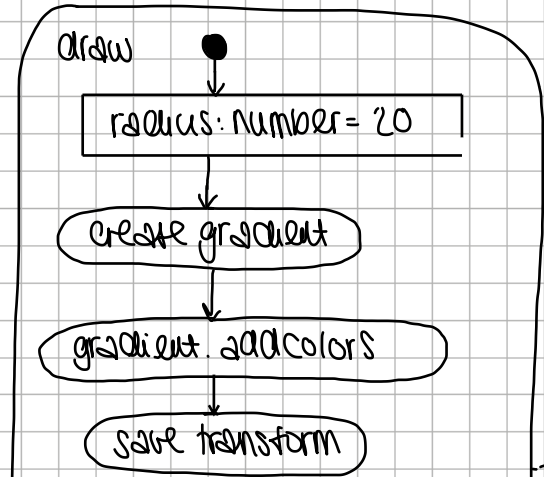 draw
radius: number = 20
create gradient
gradient. addcolors
save transform